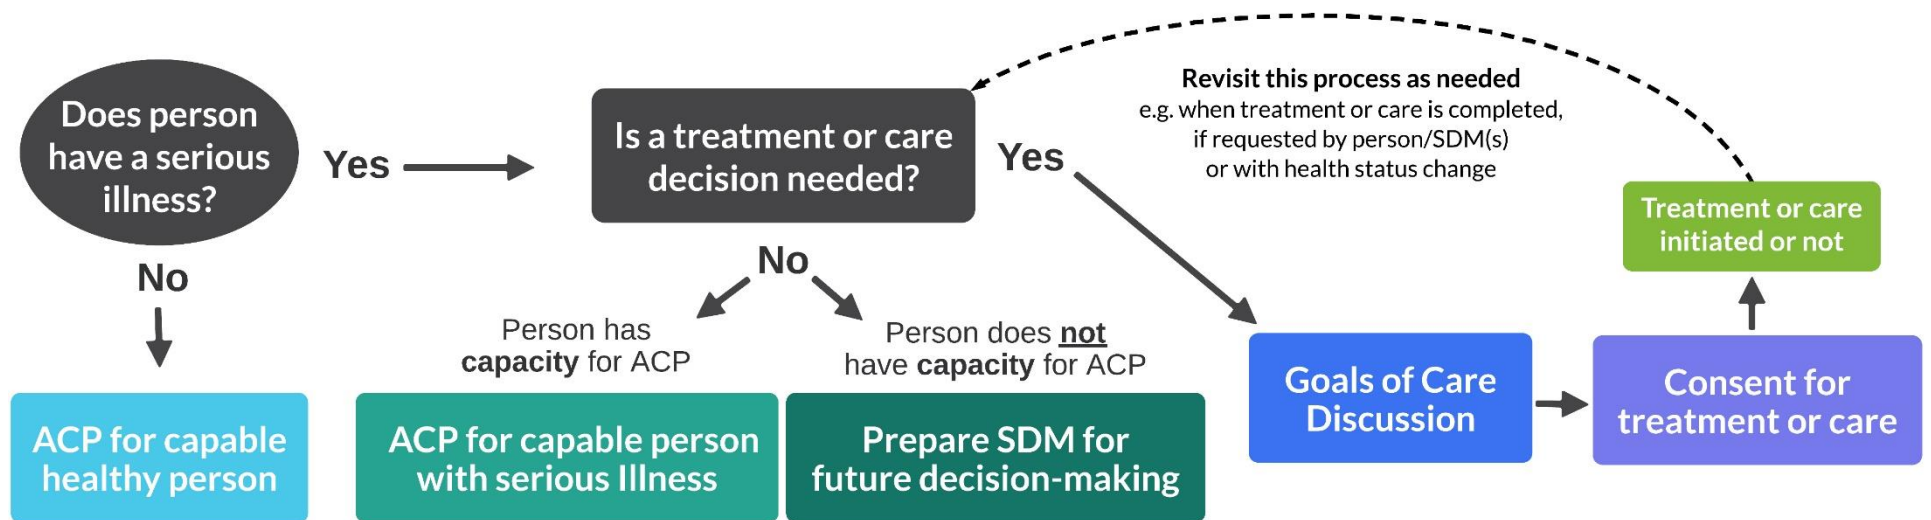 Does person
have a serious
illness?
Yes
No
ACP for capable
healthy person
Is a treatment or care
decision needed?
Yes
No
Person has
capacity for ACP
ACP for capable person
with serious Illness
Person does not
have capacity for ACP
Prepare SDM for
future decision-making
Goals of Care
Discussion
Consent for
treatment or care
Treatment or care
initiated or not
Revisit this process as needed
e.g. when treatment or care is completed,
if requested by person/SDM(s)
or with health status change